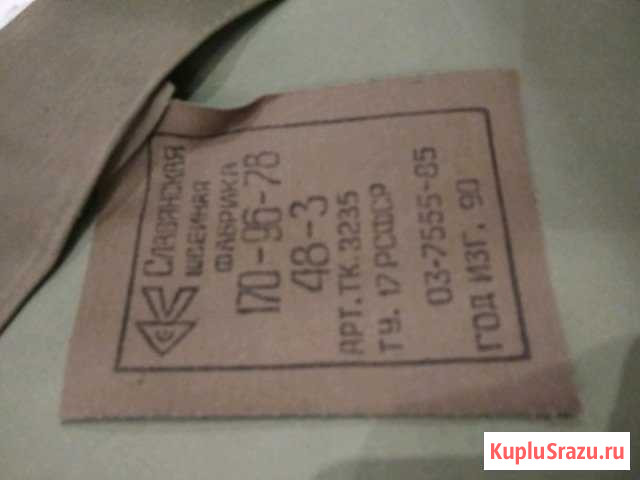 СЛАВЯНСКАЯ
ШВЕЙНАЯ
ФАБРИКА
170-96-78
48-3
АРТ. ТК. 3235
ТУ. 17 РСФСР
03-7555-85
ГОД ИЗГ. 90
KupluSrazu.ru